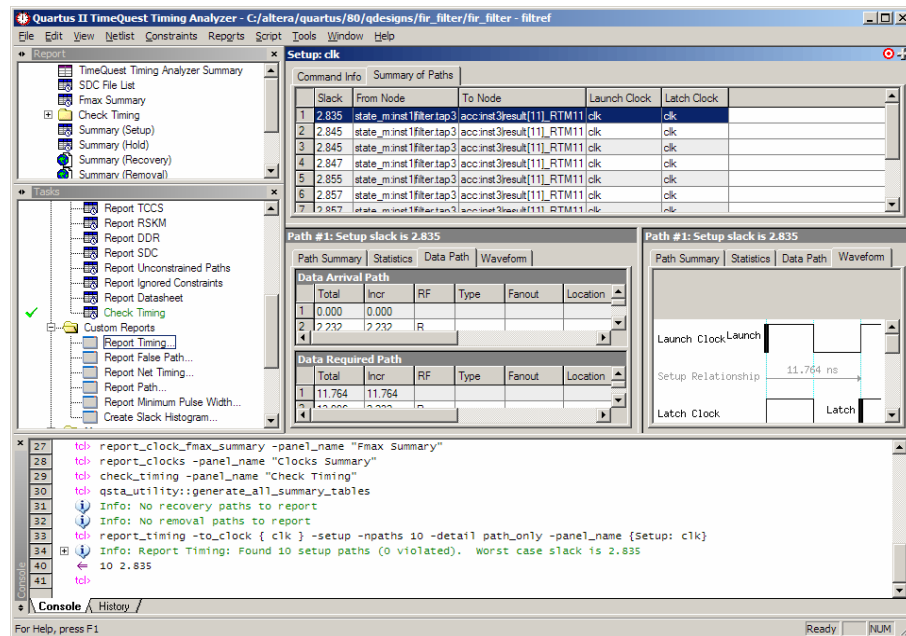 Quartus II TimeQuest Timing Analyzer - C:/altera/quartus/80/qdesigns/fir_filter/fir_filter - filtref
File Edit View Netlist Constraints Reports Script Tools Window Help
Report
TimeQuest Timing Analyzer Summary
SDC File List
Fmax Summary
Check Timing
Summary (Setup)
Summary (Hold)
Summary (Recovery)
Summary (Removal)
Tasks
Report TCCS
Report RSKM
Report DDR
Report SDC
Report Unconstrained Paths
Report Ignored Constraints
Report Datasheet
Check Timing
Custom Reports
Report Timing...
Report False Path...
Report Net Timing...
Report Path...
Report Minimum Pulse Width...
Create Slack Histogram...
Setup: clk
Command Info Summary of Paths
Slack From Node To Node Launch Clock Latch Clock
1 2.835 state_m:inst1|filter.tap3 acc:inst3|result[11]_RTM11 clk clk
2 2.845 state_m:inst1|filter.tap3 acc:inst3|result[11]_RTM11 clk clk
3 2.845 state_m:inst1|filter.tap3 acc:inst3|result[11]_RTM11 clk clk
4 2.847 state_m:inst1|filter.tap3 acc:inst3|result[11]_RTM11 clk clk
5 2.855 state_m:inst1|filter.tap3 acc:inst3|result[11]_RTM11 clk clk
6 2.857 state_m:inst1|filter.tap3 acc:inst3|result[11]_RTM11 clk clk
7 2.857 state_m:inst1|filter.tap3 acc:inst3|result[11]_RTM11 clk clk
Path #1: Setup slack is 2.835
Path Summary Statistics Data Path Waveform
Data Arrival Path
Total Incr RF Type Fanout Location
1 0.000 0.000
2 2.232 2.232 R
Data Required Path
Total Incr RF Type Fanout Location
1 11.764 11.764
Path #1: Setup slack is 2.835
Path Summary Statistics Data Path Waveform
Launch Clock Launch
Setup Relationship 11.764 ns
Latch Clock Latch
27 tcl> report_clock_fmax_summary -panel_name "Fmax Summary"
28 tcl> report_clocks -panel_name "Clocks Summary"
29 tcl> check_timing -panel_name "Check Timing"
30 tcl> qsta_utility::generate_all_summary_tables
31 Info: No recovery paths to report
32 Info: No removal paths to report
33 tcl> report_timing -to_clock { clk } -setup -npaths 10 -detail path_only -panel_name {Setup: clk}
34 Info: Report Timing: Found 10 setup paths (0 violated). Worst case slack is 2.835
40 10 2.835
41 tcl>
Console
Console History
For Help, press F1
Ready NUM